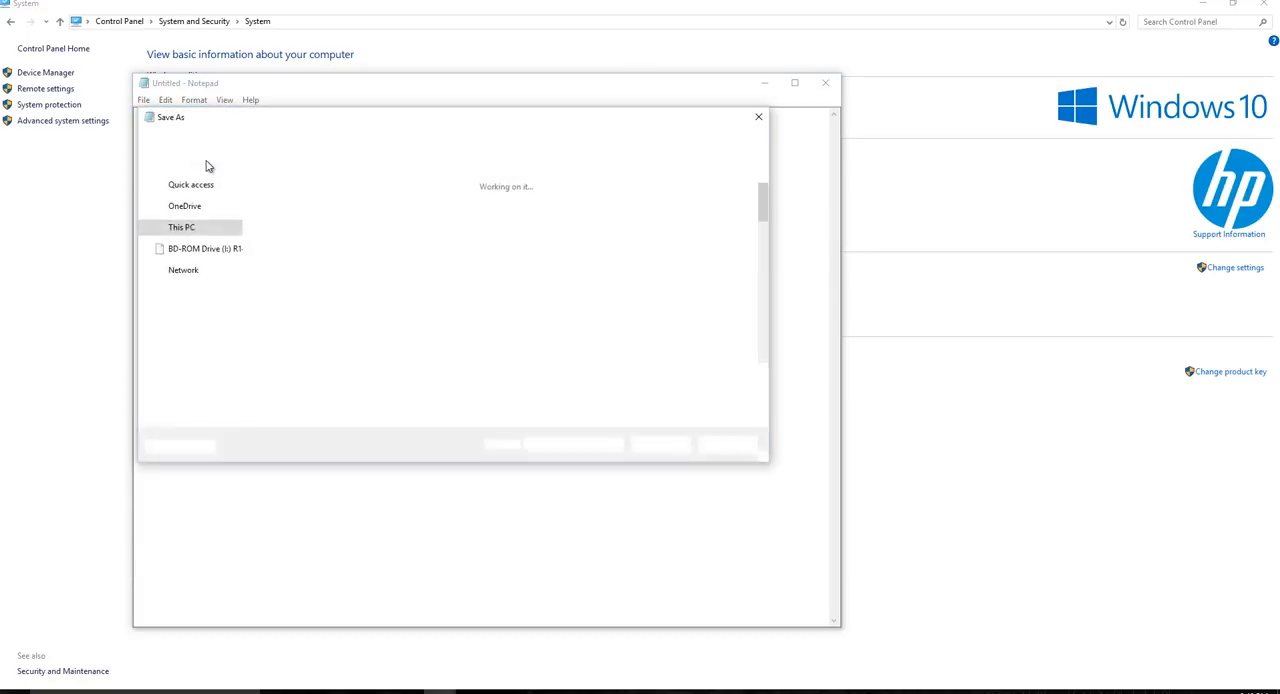 System
Control Panel > System and Security > System
Search Control Panel
Control Panel Home
Device Manager
Remote settings
System protection
Advanced system settings
View basic information about your computer
Untitled - Notepad
File Edit Format View Help
Save As
Quick access
OneDrive
This PC
BD-ROM Drive (I:) R1
Network
Working on it...
Windows 10
hp
Support Information
Change settings
Change product key
See also
Security and Maintenance